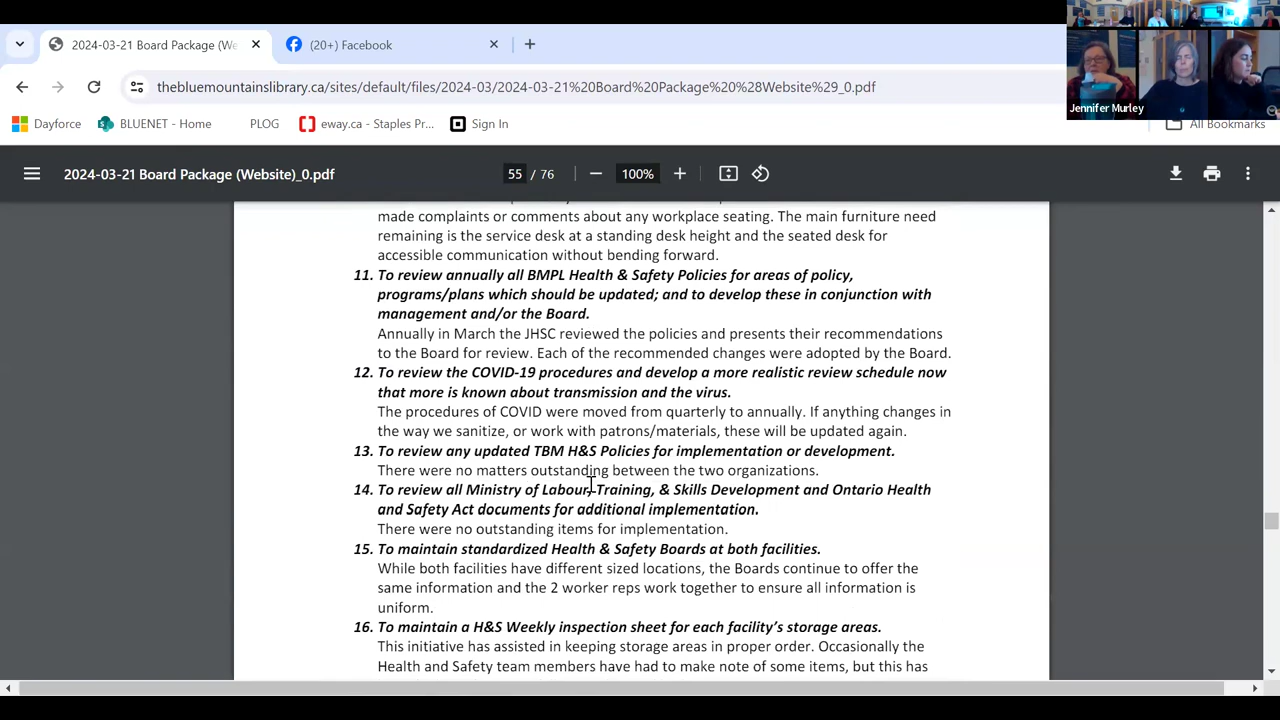 2024-03-21 Board Package (We
(20+) Facebook
thebluemountainslibrary.ca/sites/default/files/2024-03/2024-03-21%20Board%20Package%20%28Website%29_0.pdf
Jennifer Murley
Dayforce
BLUENET - Home
PLOG
eway.ca - Staples Pr...
Sign In
All Bookmarks
2024-03-21 Board Package (Website)_0.pdf
55 / 76
100%
made complaints or comments about any workplace seating. The main furniture need
remaining is the service desk at a standing desk height and the seated desk for
accessible communication without bending forward.
11. To review annually all BMPL Health & Safety Policies for areas of policy,
programs/plans which should be updated; and to develop these in conjunction with
management and/or the Board.
Annually in March the JHSC reviewed the policies and presents their recommendations
to the Board for review. Each of the recommended changes were adopted by the Board.
12. To review the COVID-19 procedures and develop a more realistic review schedule now
that more is known about transmission and the virus.
The procedures of COVID were moved from quarterly to annually. If anything changes in
the way we sanitize, or work with patrons/materials, these will be updated again.
13. To review any updated TBM H&S Policies for implementation or development.
There were no matters outstanding between the two organizations.
14. To review all Ministry of Labour, Training, & Skills Development and Ontario Health
and Safety Act documents for additional implementation.
There were no outstanding items for implementation.
15. To maintain standardized Health & Safety Boards at both facilities.
While both facilities have different sized locations, the Boards continue to offer the
same information and the 2 worker reps work together to ensure all information is
uniform.
16. To maintain a H&S Weekly inspection sheet for each facility's storage areas.
This initiative has assisted in keeping storage areas in proper order. Occasionally the
Health and Safety team members have had to make note of some items, but this has